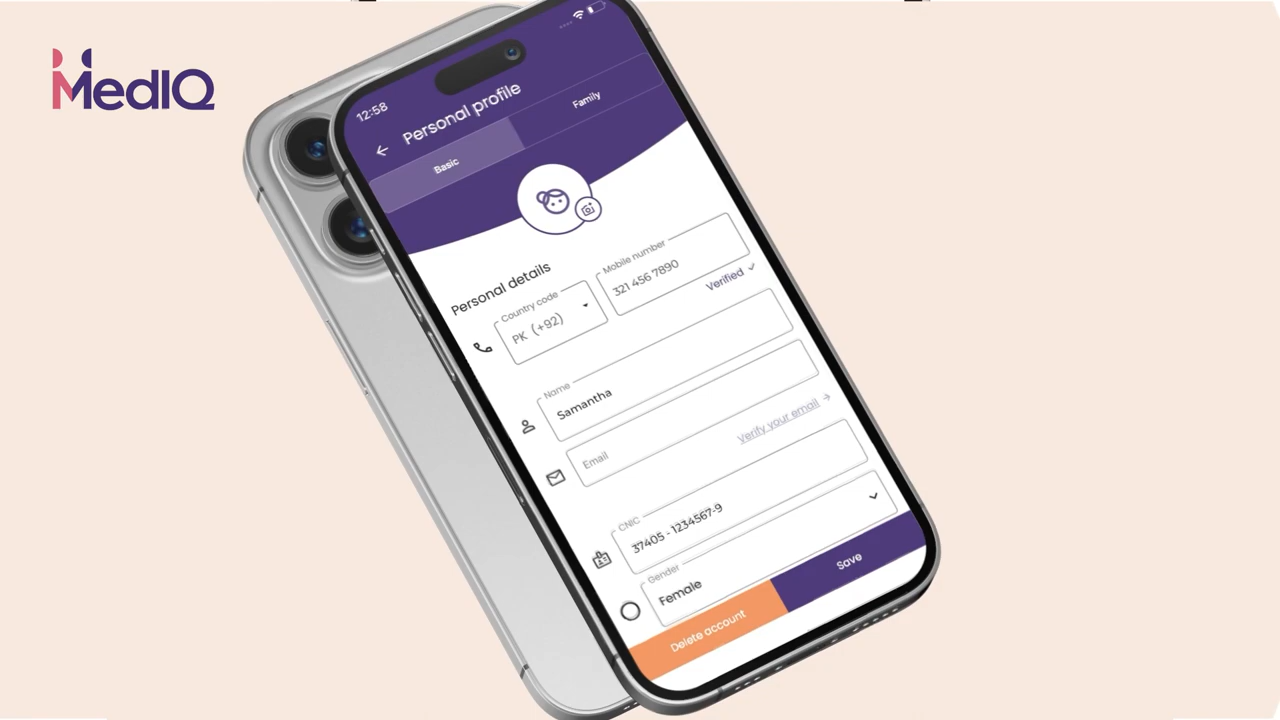 MedIQ
12:58
Personal profile
Basic
Family
Personal details
Country code
PK (+92)
Mobile number
321 456 7890
Verified
Name
Samantha
Email
Verify your email
CNIC
37405 - 1234567-9
Gender
Female
Delete account
Save